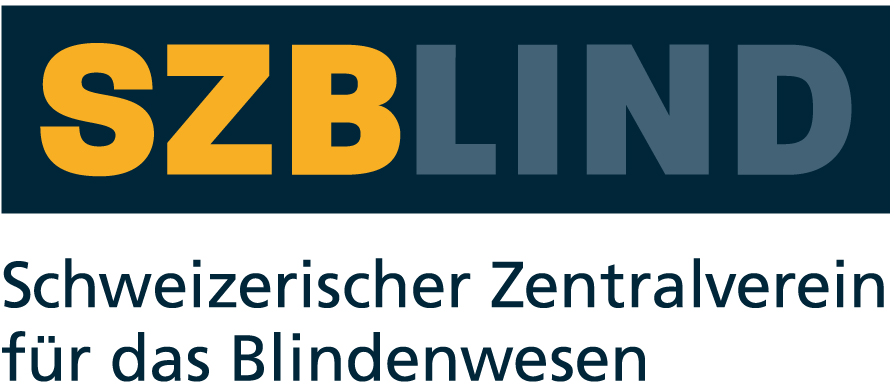 SZBLIND
Schweizerischer Zentralverein
für das Blindenwesen